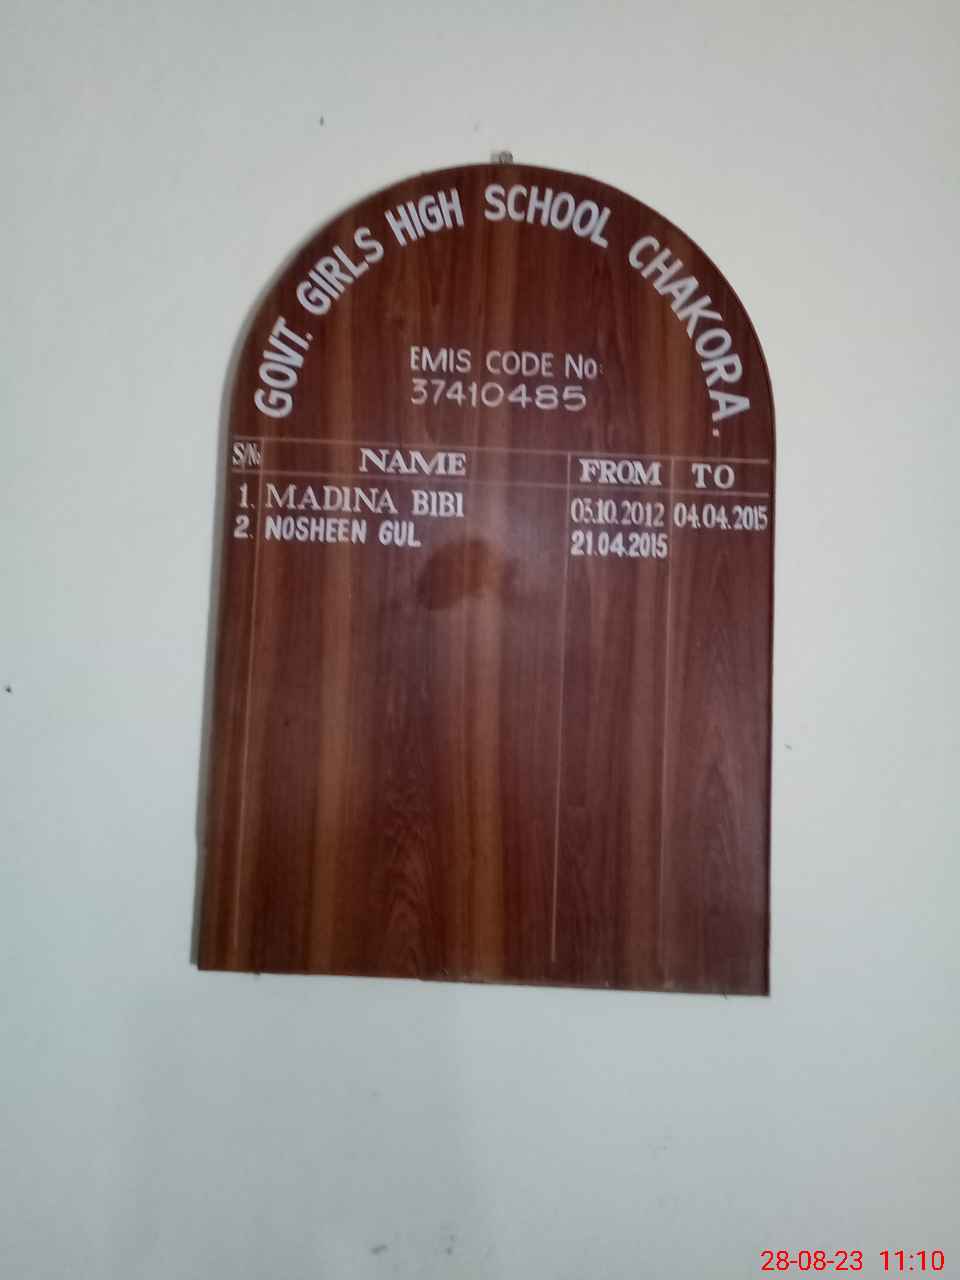 GOVT. GIRLS HIGH SCHOOL CHAKORA.
EMIS CODE No:
37410485
S/No NAME FROM TO
1. MADINA BIBI 03.10.2012 04.04.2015
2. NOSHEEN GUL 21.04.2015
28-08-23 11:10